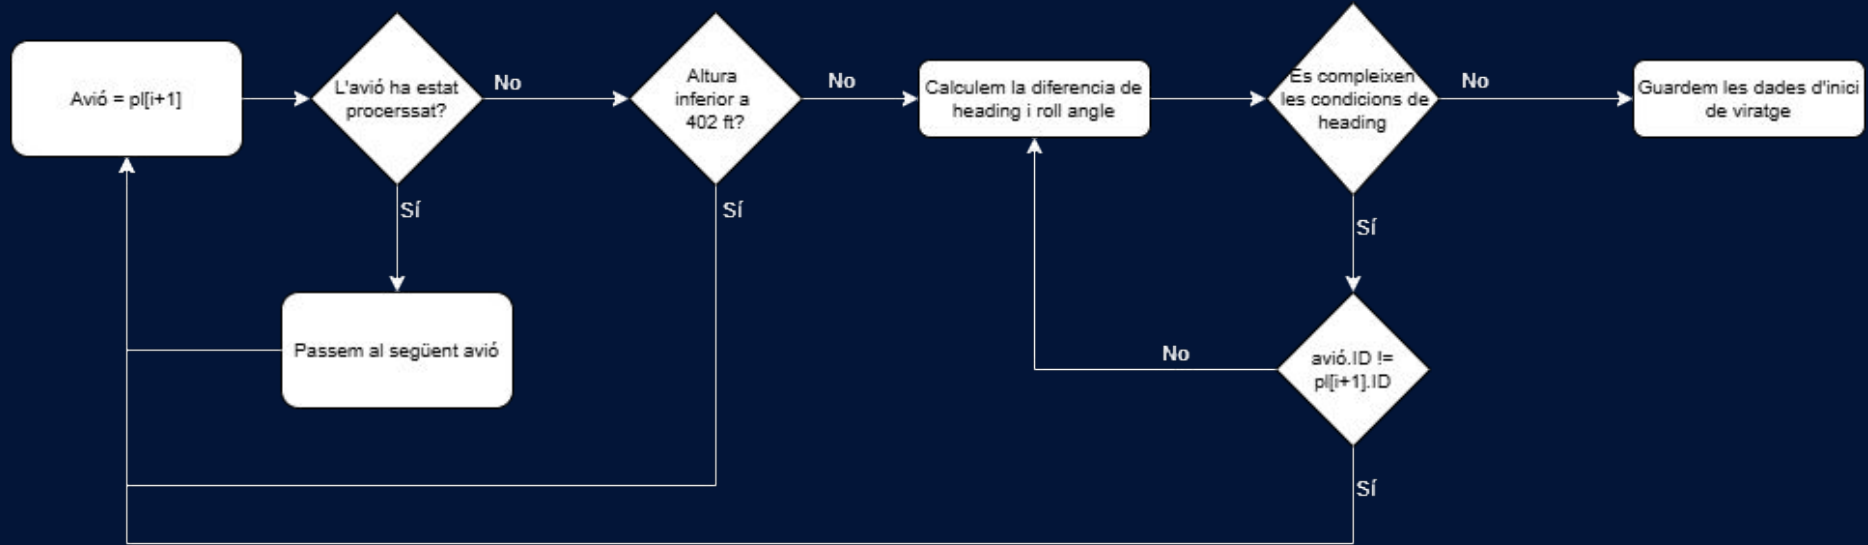 Avió = pl[i+1]
L'avió ha estat
procerssat?
No
Sí
Passem al següent avió
Altura
inferior a
402 ft?
No
Sí
Calculem la diferencia de
heading i roll angle
Es compleixen
les condicions de
heading
No
Sí
Guardem les dades d'inici
de viratge
avió.ID !=
pl[i+1].ID
No
Sí